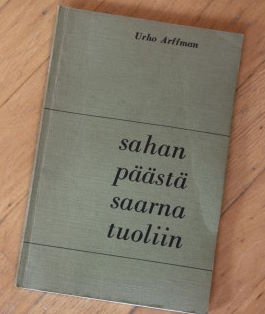 Urho Arffman
sahan
päästä
saarna
tuoliin